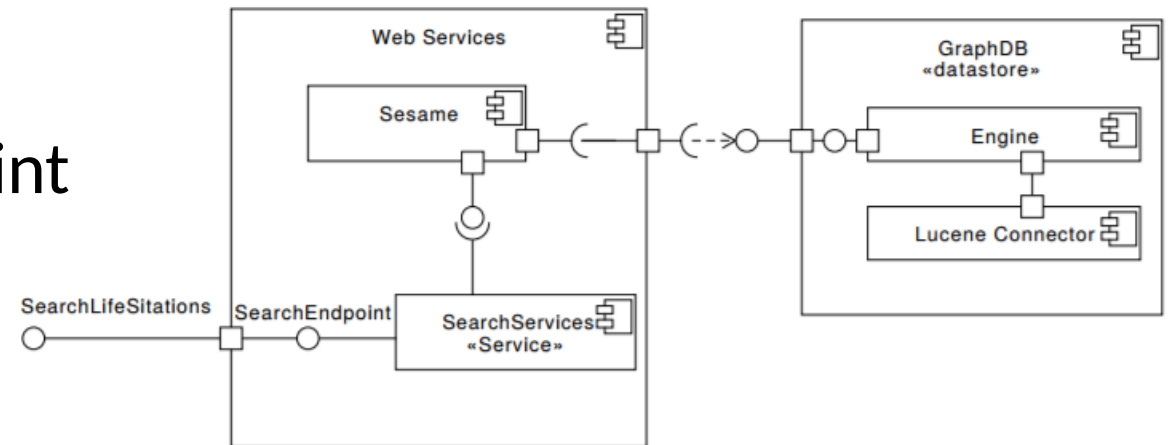 int
Web Services
Sesame
GraphDB
«datastore»
Engine
Lucene Connector
SearchLifeSitations
SearchEndpoint
SearchServices
«Service»